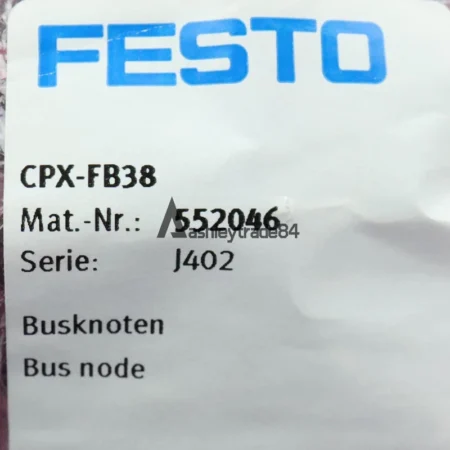 FESTO
CPX-FB38
Mat.-Nr.: 552046
ashleytrade84
Serie: J402
Busknoten
Bus node